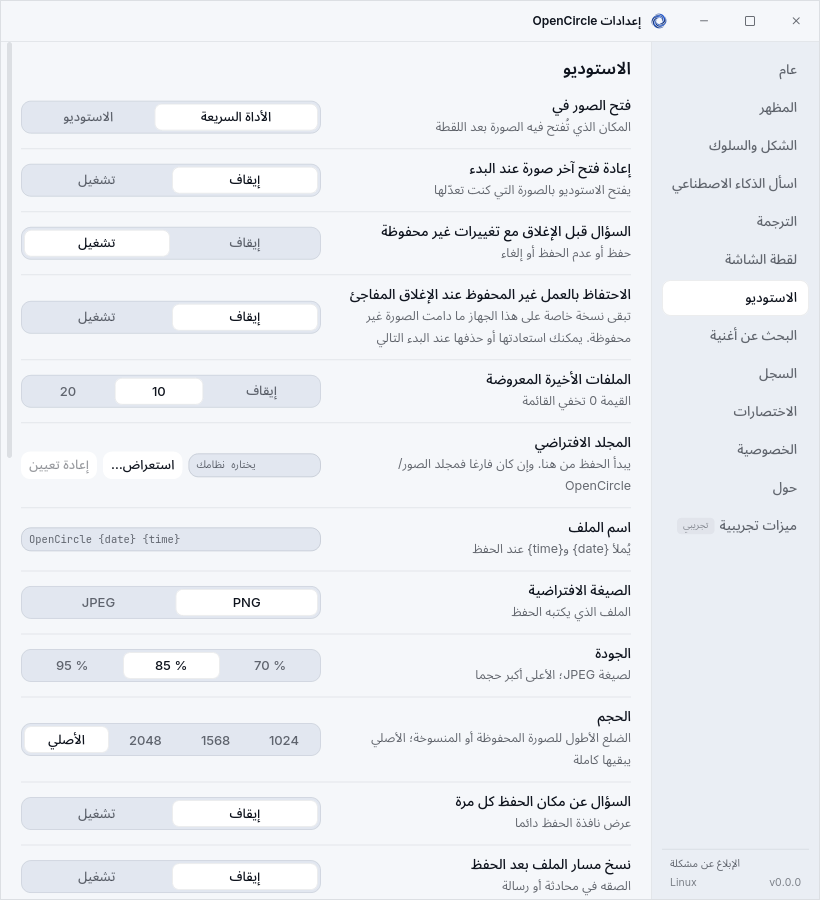 إعدادات OpenCircle
عام
المظهر
الشكل والسلوك
اسأل الذكاء الاصطناعي
الترجمة
لقطة الشاشة
الاستوديو
البحث عن أغنية
السجل
الاختصارات
الخصوصية
حول
ميزات تجريبية تجريبي
الإبلاغ عن مشكلة
v0.0.0 Linux
الاستوديو
فتح الصور في
المكان الذي تُفتح فيه الصورة بعد اللقطة
الأداة السريعة الاستوديو
إعادة فتح آخر صورة عند البدء
يفتح الاستوديو بالصورة التي كنت تعدّلها
إيقاف تشغيل
السؤال قبل الإغلاق مع تغييرات غير محفوظة
حفظ أو عدم الحفظ أو إلغاء
إيقاف تشغيل
الاحتفاظ بالعمل غير المحفوظ عند الإغلاق المفاجئ
تبقى نسخة خاصة على هذا الجهاز ما دامت الصورة غير
محفوظة. يمكنك استعادتها أو حذفها عند البدء التالي
إيقاف تشغيل
الملفات الأخيرة المعروضة
القيمة 0 تخفي القائمة
إيقاف 10 20
المجلد الافتراضي
يبدأ الحفظ من هنا. وإن كان فارغا فمجلد الصور/
OpenCircle
يختاره نظامك استعراض... إعادة تعيين
اسم الملف
يُملأ {date} و{time} عند الحفظ
OpenCircle {date} {time}
الصيغة الافتراضية
الملف الذي يكتبه الحفظ
PNG JPEG
الجودة
لصيغة JPEG؛ الأعلى أكبر حجما
70 % 85 % 95 %
الحجم
الضلع الأطول للصورة المحفوظة أو المنسوخة؛ الأصلي
يبقيها كاملة
1024 1568 2048 الأصلي
السؤال عن مكان الحفظ كل مرة
عرض نافذة الحفظ دائما
إيقاف تشغيل
نسخ مسار الملف بعد الحفظ
الصقه في محادثة أو رسالة
إيقاف تشغيل